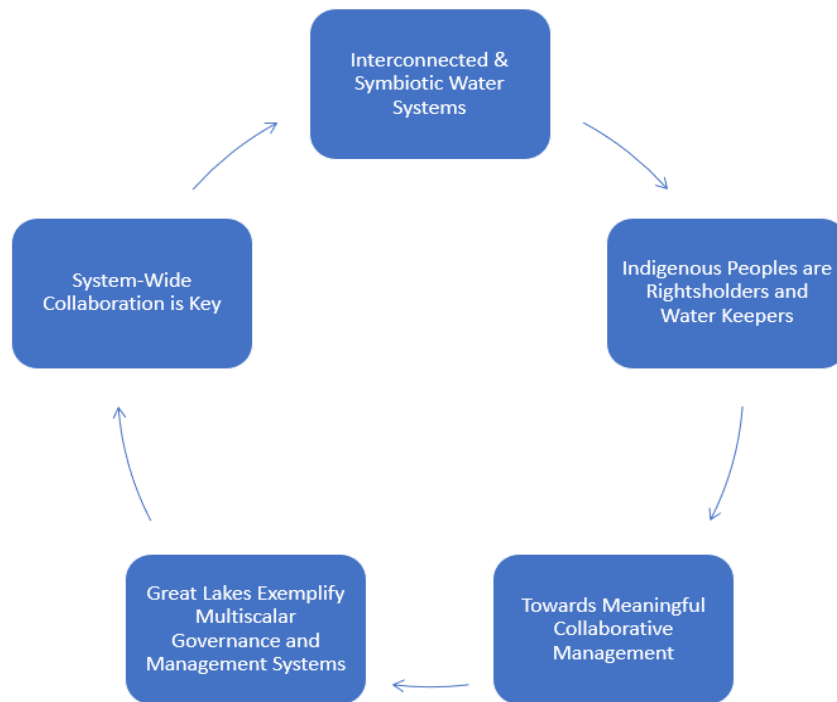 Interconnected &
Symbiotic Water
Systems
Indigenous Peoples are
Rightsholders and
Water Keepers
Towards Meaningful
Collaborative
Management
Great Lakes Exemplify
Multiscalar
Governance and
Management Systems
System-Wide
Collaboration is Key